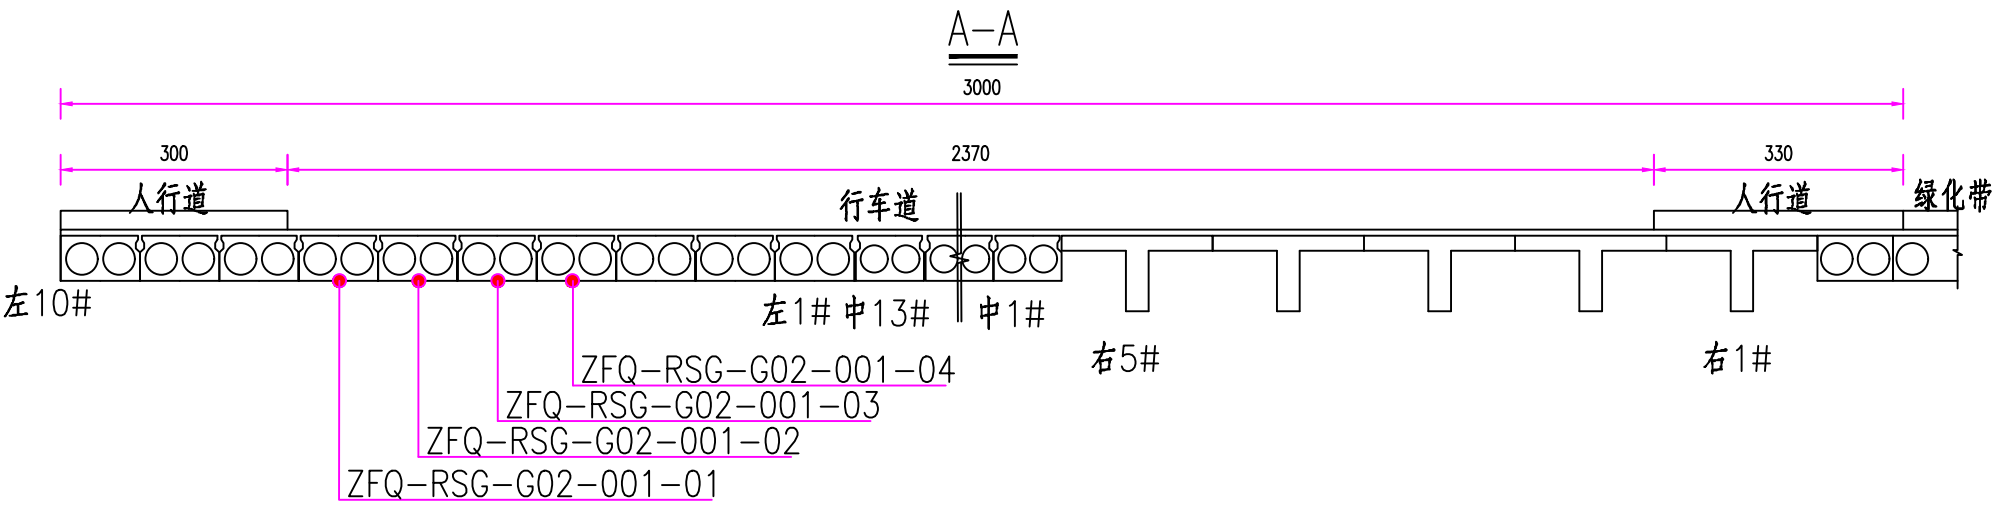 A-A
3000
300 2370 330
人行道 行车道 人行道 绿化带
左10# 左1# 中13# 中1#
右5# 右1#
ZFQ-RSG-G02-001-04
ZFQ-RSG-G02-001-03
ZFQ-RSG-G02-001-02
ZFQ-RSG-G02-001-01